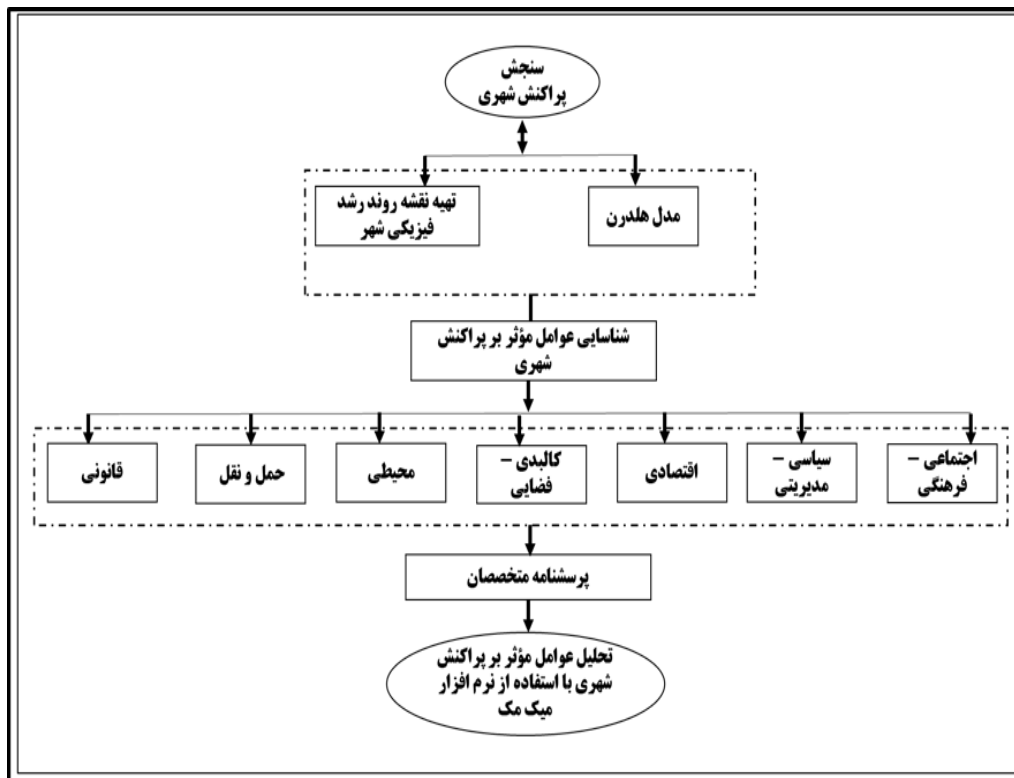 سنجش
پراکنش شهری
مدل هلدرن
تهیه نقشه روند رشد
فیزیکی شهر
شناسایی عوامل مؤثر بر پراکنش
شهری
اجتماعی –
فرهنگی
سیاسی –
مدیریتی
اقتصادی
کالبدی –
فضایی
محیطی
حمل و نقل
قانونی
پرسشنامه متخصصان
تحلیل عوامل مؤثر بر پراکنش
شهری با استفاده از نرم افزار
میک مک